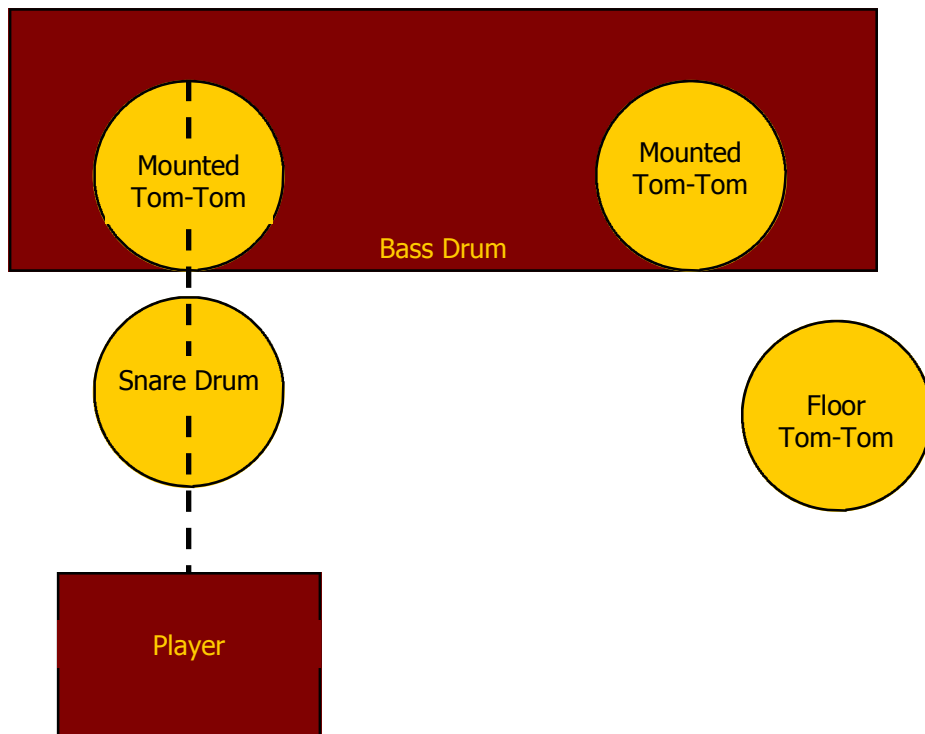 Mounted
Tom-Tom
Mounted
Tom-Tom
Bass Drum
Snare Drum
Floor
Tom-Tom
Player